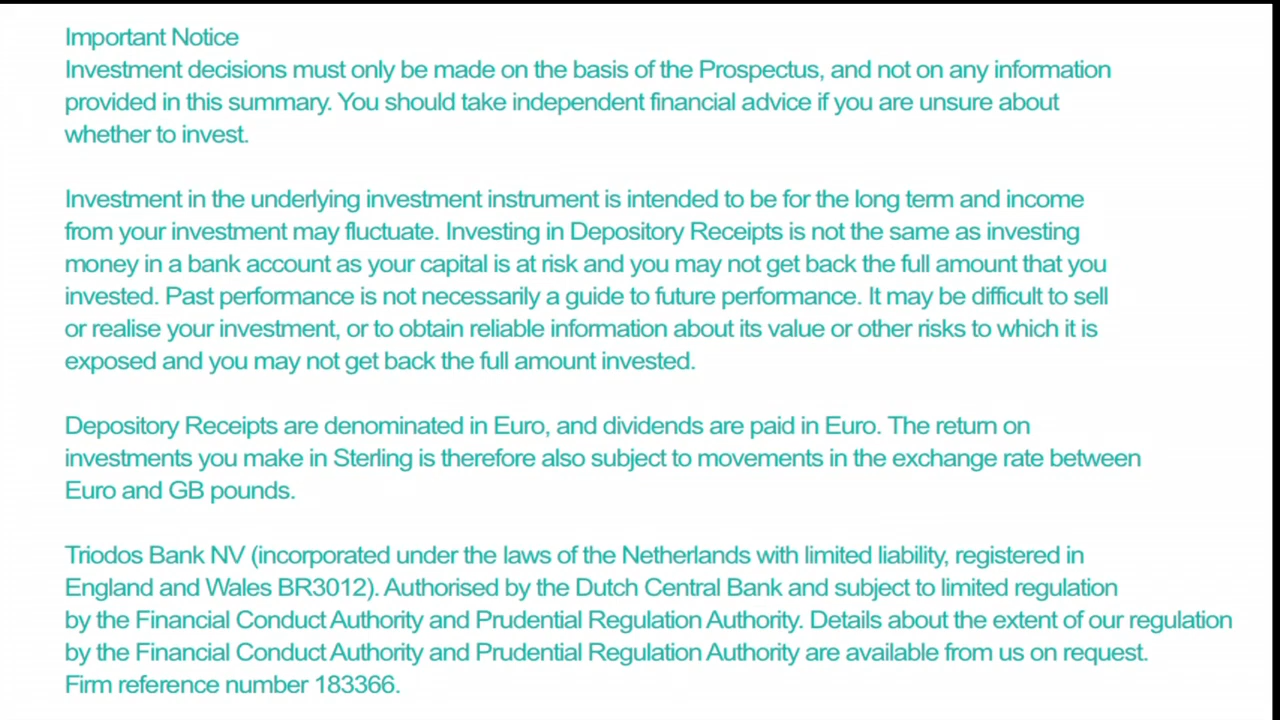 Important Notice
Investment decisions must only be made on the basis of the Prospectus, and not on any information
provided in this summary. You should take independent financial advice if you are unsure about
whether to invest.
Investment in the underlying investment instrument is intended to be for the long term and income
from your investment may fluctuate. Investing in Depository Receipts is not the same as investing
money in a bank account as your capital is at risk and you may not get back the full amount that you
invested. Past performance is not necessarily a guide to future performance. It may be difficult to sell
or realise your investment, or to obtain reliable information about its value or other risks to which it is
exposed and you may not get back the full amount invested.
Depository Receipts are denominated in Euro, and dividends are paid in Euro. The return on
investments you make in Sterling is therefore also subject to movements in the exchange rate between
Euro and GB pounds.
Triodos Bank NV (incorporated under the laws of the Netherlands with limited liability, registered in
England and Wales BR3012). Authorised by the Dutch Central Bank and subject to limited regulation
by the Financial Conduct Authority and Prudential Regulation Authority. Details about the extent of our regulation
by the Financial Conduct Authority and Prudential Regulation Authority are available from us on request.
Firm reference number 183366.